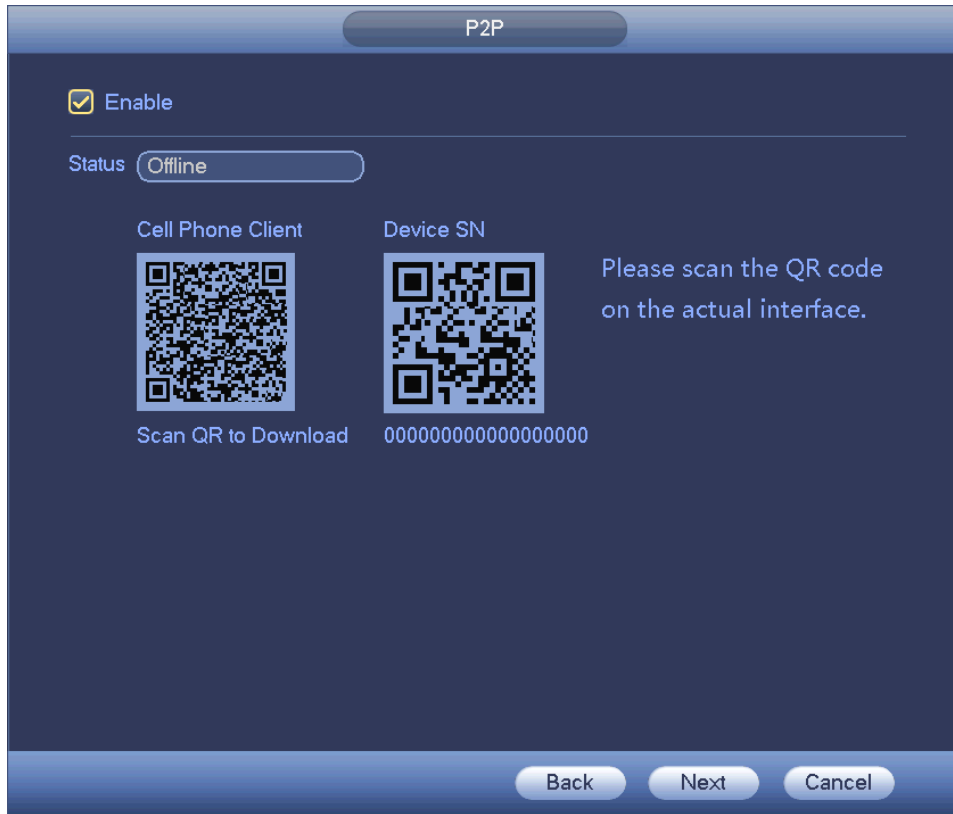 P2P
Enable
Status Offline
Cell Phone Client
Device SN
Please scan the QR code
on the actual interface.
Scan QR to Download
000000000000000000
Back
Next
Cancel